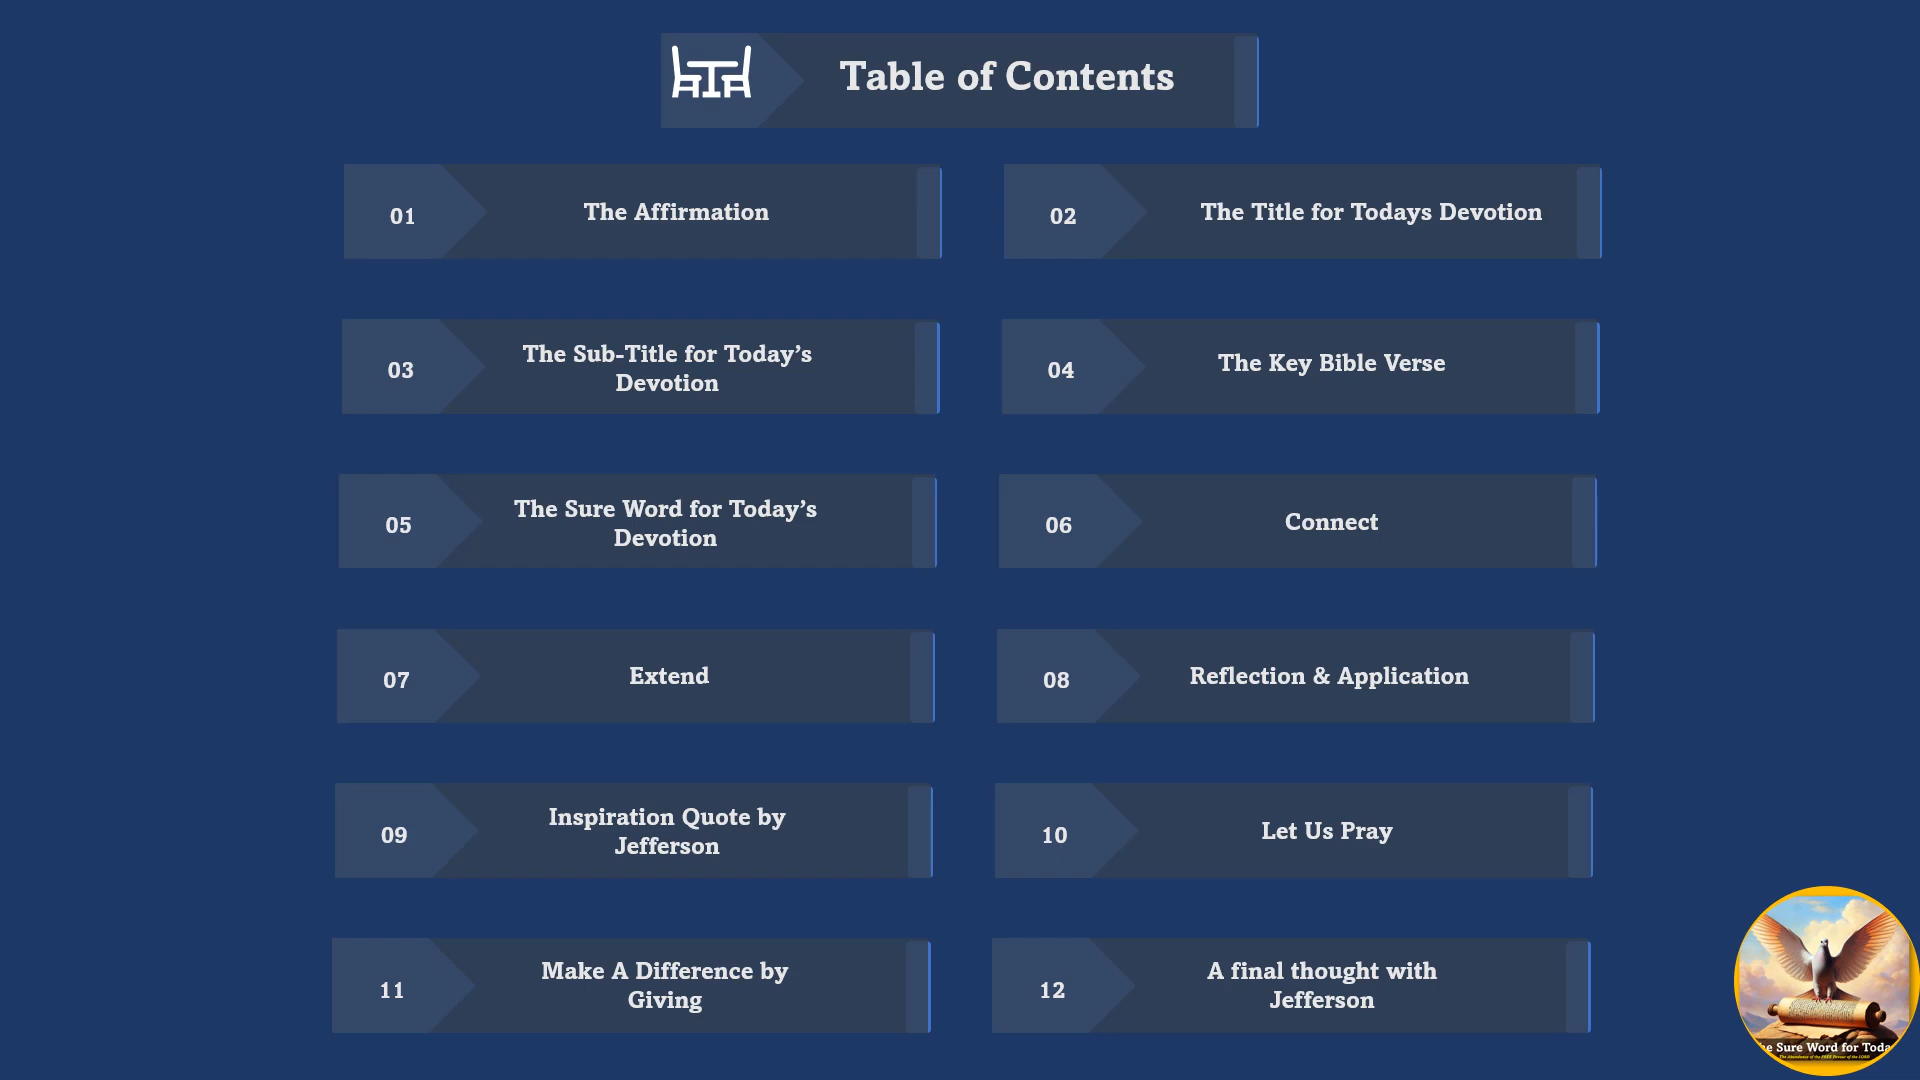 Table of Contents
01
The Affirmation
02
The Title for Todays Devotion
03
The Sub-Title for Today’s
Devotion
04
The Key Bible Verse
05
The Sure Word for Today’s
Devotion
06
Connect
07
Extend
08
Reflection & Application
09
Inspiration Quote by
Jefferson
10
Let Us Pray
11
Make A Difference by
Giving
12
A final thought with
Jefferson
Sure Word for